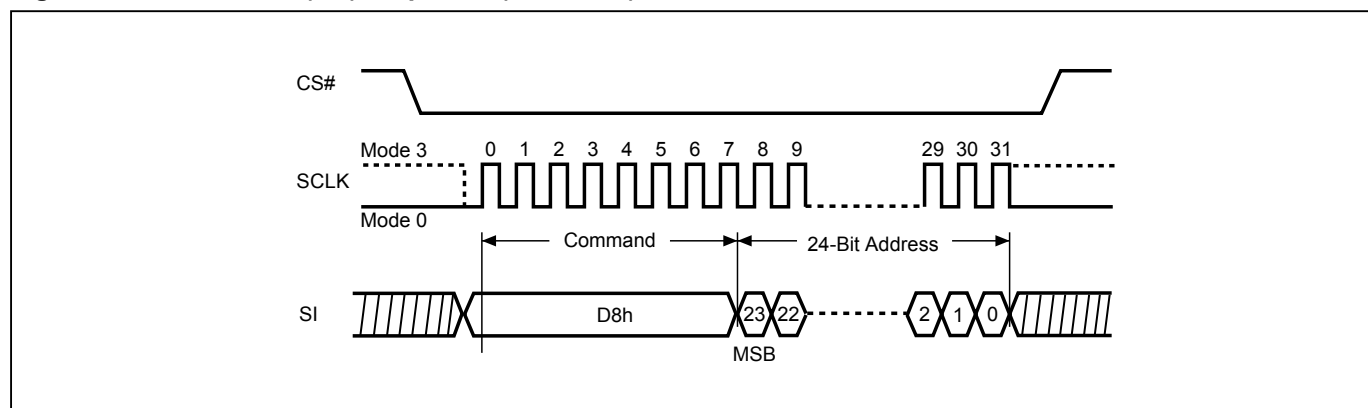 CS#
Mode 3
0 1 2 3 4 5 6 7 8 9 29 30 31
SCLK
Mode 0
Command 24-Bit Address
SI D8h 23 22 2 1 0
MSB